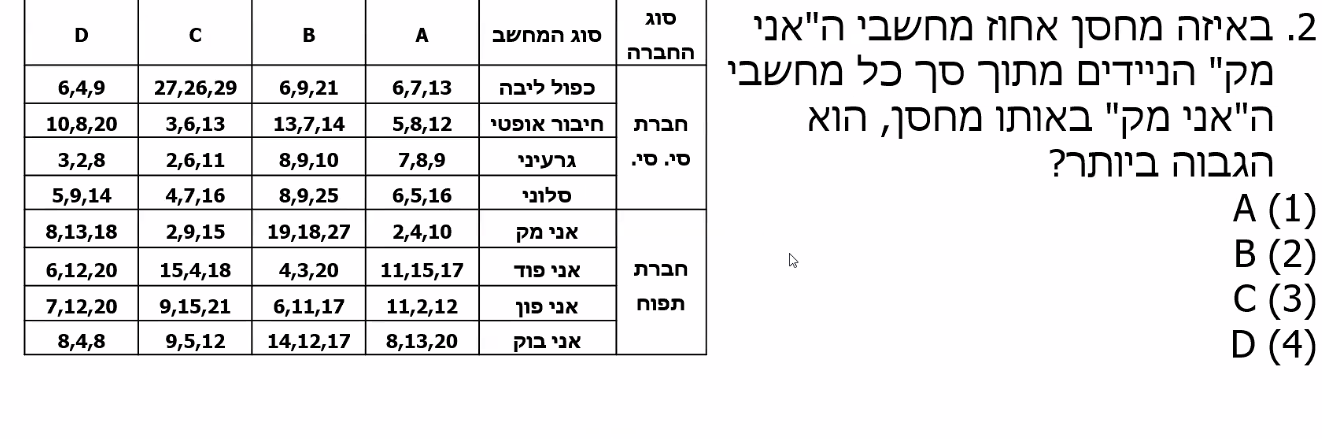 2. באיזה מחסן אחוז מחשבי ה"אני
מק" הניידים מתוך סך כל מחשבי
ה"אני מק" באותו מחסן, הוא
הגבוה ביותר?
(1) A
(2) B
(3) C
(4) D
סוג החברה סוג המחשב A B C D
חברת סי. סי.
כפול ליבה 6,7,13 6,9,21 27,26,29 6,4,9
חיבור אופטי 5,8,12 13,7,14 3,6,13 10,8,20
גרעיני 7,8,9 8,9,10 2,6,11 3,2,8
סלוני 6,5,16 8,9,25 4,7,16 5,9,14
חברת תפוח
אני מק 2,4,10 19,18,27 2,9,15 8,13,18
אני פוד 11,15,17 4,3,20 15,4,18 6,12,20
אני פון 11,2,12 6,11,17 9,15,21 7,12,20
אני בוק 8,13,20 14,12,17 9,5,12 8,4,8